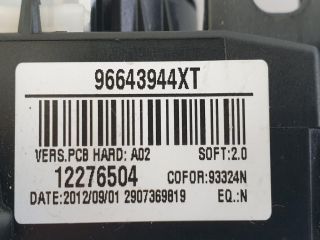 96643944XT
VERS.PCB HARD: A02 SOFT:2.0
12276504 COFOR:93324N
DATE:2012/09/01 2907369819 EQ.:N